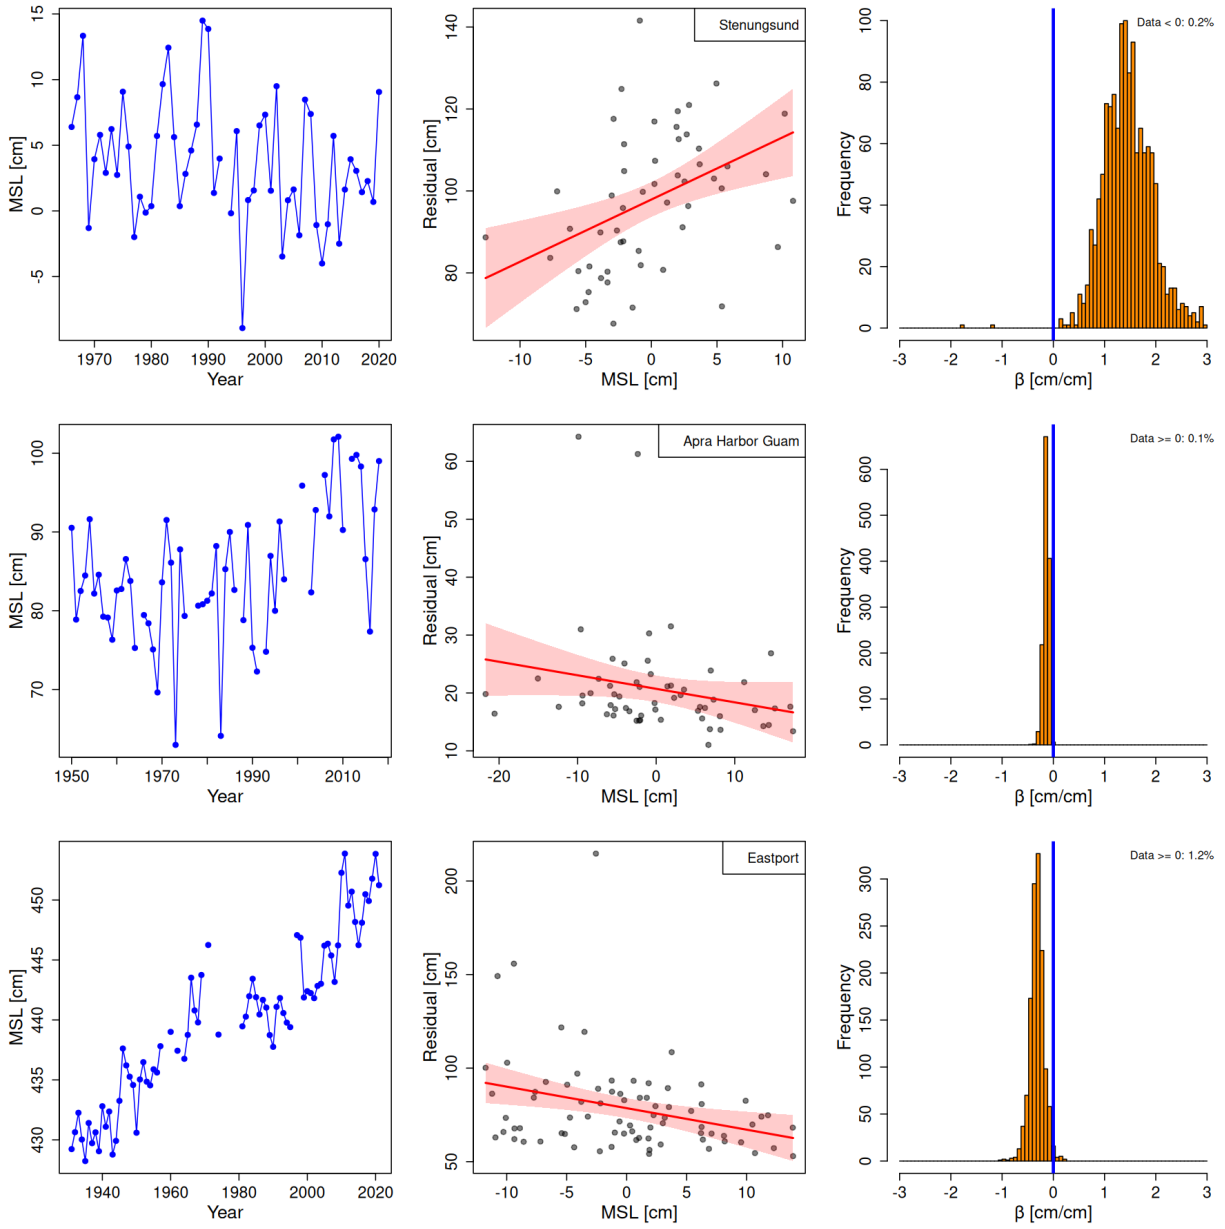 MSL [cm]
15
10
5
0
-5
1970 1980 1990 2000 2010 2020
Year
Stenungsund
Residual [cm]
140
120
100
80
-10 -5 0 5 10
MSL [cm]
Data < 0: 0.2%
Frequency
100
80
60
40
20
0
-3 -2 -1 0 1 2 3
β [cm/cm]
MSL [cm]
100
90
80
70
1950 1970 1990 2010
Year
Apra Harbor Guam
Residual [cm]
60
50
40
30
20
10
-20 -10 0 10
MSL [cm]
Data >= 0: 0.1%
Frequency
600
500
400
300
200
100
0
-3 -2 -1 0 1 2 3
β [cm/cm]
MSL [cm]
450
445
440
435
430
1940 1960 1980 2000 2020
Year
Eastport
Residual [cm]
200
150
100
50
-10 -5 0 5 10
MSL [cm]
Data >= 0: 1.2%
Frequency
300
250
200
150
100
50
0
-3 -2 -1 0 1 2 3
β [cm/cm]